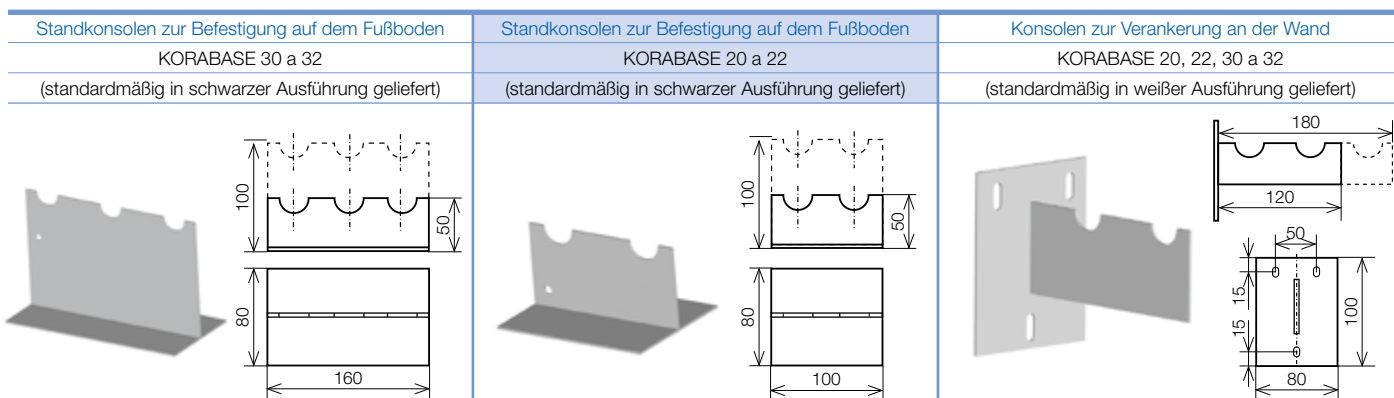 Standkonsolen zur Befestigung auf dem Fußboden
KORABASE 30 a 32
(standardmäßig in schwarzer Ausführung geliefert)
100
50
80
160
Standkonsolen zur Befestigung auf dem Fußboden
KORABASE 20 a 22
(standardmäßig in schwarzer Ausführung geliefert)
100
50
80
100
Konsolen zur Verankerung an der Wand
KORABASE 20, 22, 30 a 32
(standardmäßig in weißer Ausführung geliefert)
180
120
50
15
15
100
80